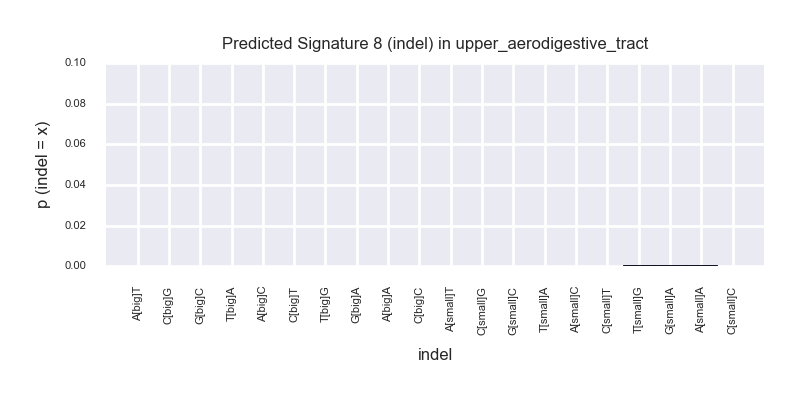 Predicted Signature 8 (indel) in upper_aerodigestive_tract
0.10
0.08
0.06
0.04
0.02
0.00
p (indel = x)
A[big]T
C[big]G
G[big]C
T[big]A
A[big]C
C[big]T
T[big]G
G[big]A
A[big]A
C[big]C
A[small]T
C[small]G
G[small]C
T[small]A
A[small]C
C[small]T
T[small]G
G[small]A
A[small]A
C[small]C
indel